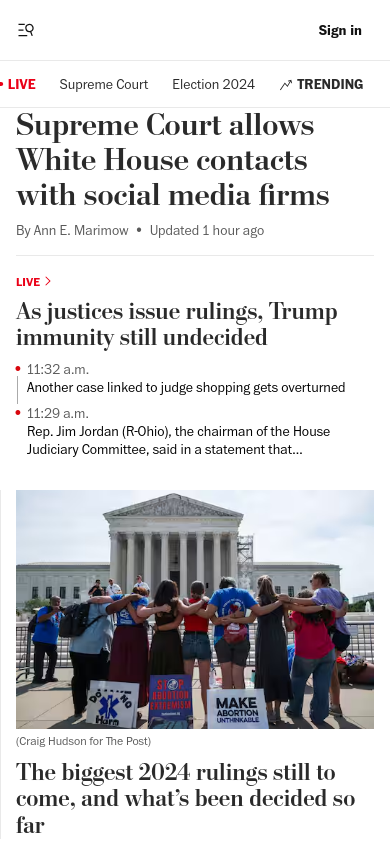 Sign in
LIVE
Supreme Court
Election 2024
TRENDING
Supreme Court allows
White House contacts
with social media firms
By Ann E. Marimow • Updated 1 hour ago
LIVE
As justices issue rulings, Trump
immunity still undecided
11:32 a.m.
Another case linked to judge shopping gets overturned
11:29 a.m.
Rep. Jim Jordan (R-Ohio), the chairman of the House
Judiciary Committee, said in a statement that...
Do No
Harm
STOP
ABORTION
EXTREMISM
MAKE
ABORTION
UNTHINKABLE
(Craig Hudson for The Post)
The biggest 2024 rulings still to
come, and what's been decided so
far